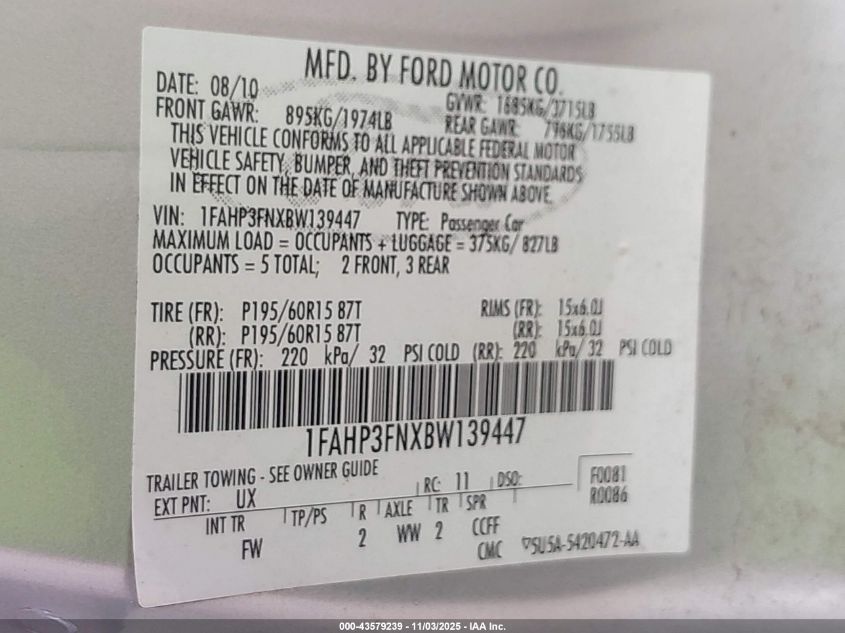 MFD. BY FORD MOTOR CO.
DATE: 08/10 GVWR: 1685KG/3715LB
FRONT GAWR: 895KG/1974LB REAR GAWR: 796KG/1755LB
THIS VEHICLE CONFORMS TO ALL APPLICABLE FEDERAL MOTOR
VEHICLE SAFETY, BUMPER, AND THEFT PREVENTION STANDARDS
IN EFFECT ON THE DATE OF MANUFACTURE SHOWN ABOVE.
VIN: 1FAHP3FNXBW139447 TYPE: Passenger Car
MAXIMUM LOAD = OCCUPANTS + LUGGAGE = 375KG/ 827LB
OCCUPANTS = 5 TOTAL; 2 FRONT, 3 REAR
TIRE (FR): P195/60R15 87T RIMS (FR): 15x6.0J
(RR): P195/60R15 87T (RR): 15x6.0J
PRESSURE (FR): 220 kPa/ 32 PSI COLD (RR): 220 kPa/ 32 PSI COLD
1FAHP3FNXBW139447
TRAILER TOWING - SEE OWNER GUIDE
EXT PNT: UX RC: 11 DSO: F0081
R0086
INT TR TP/PS R AXLE TR SPR
FW 2 WW 2 CCFF
CMC ▽5U5A-5420472-AA
000-43579239 - 11/03/2025 - IAA Inc.